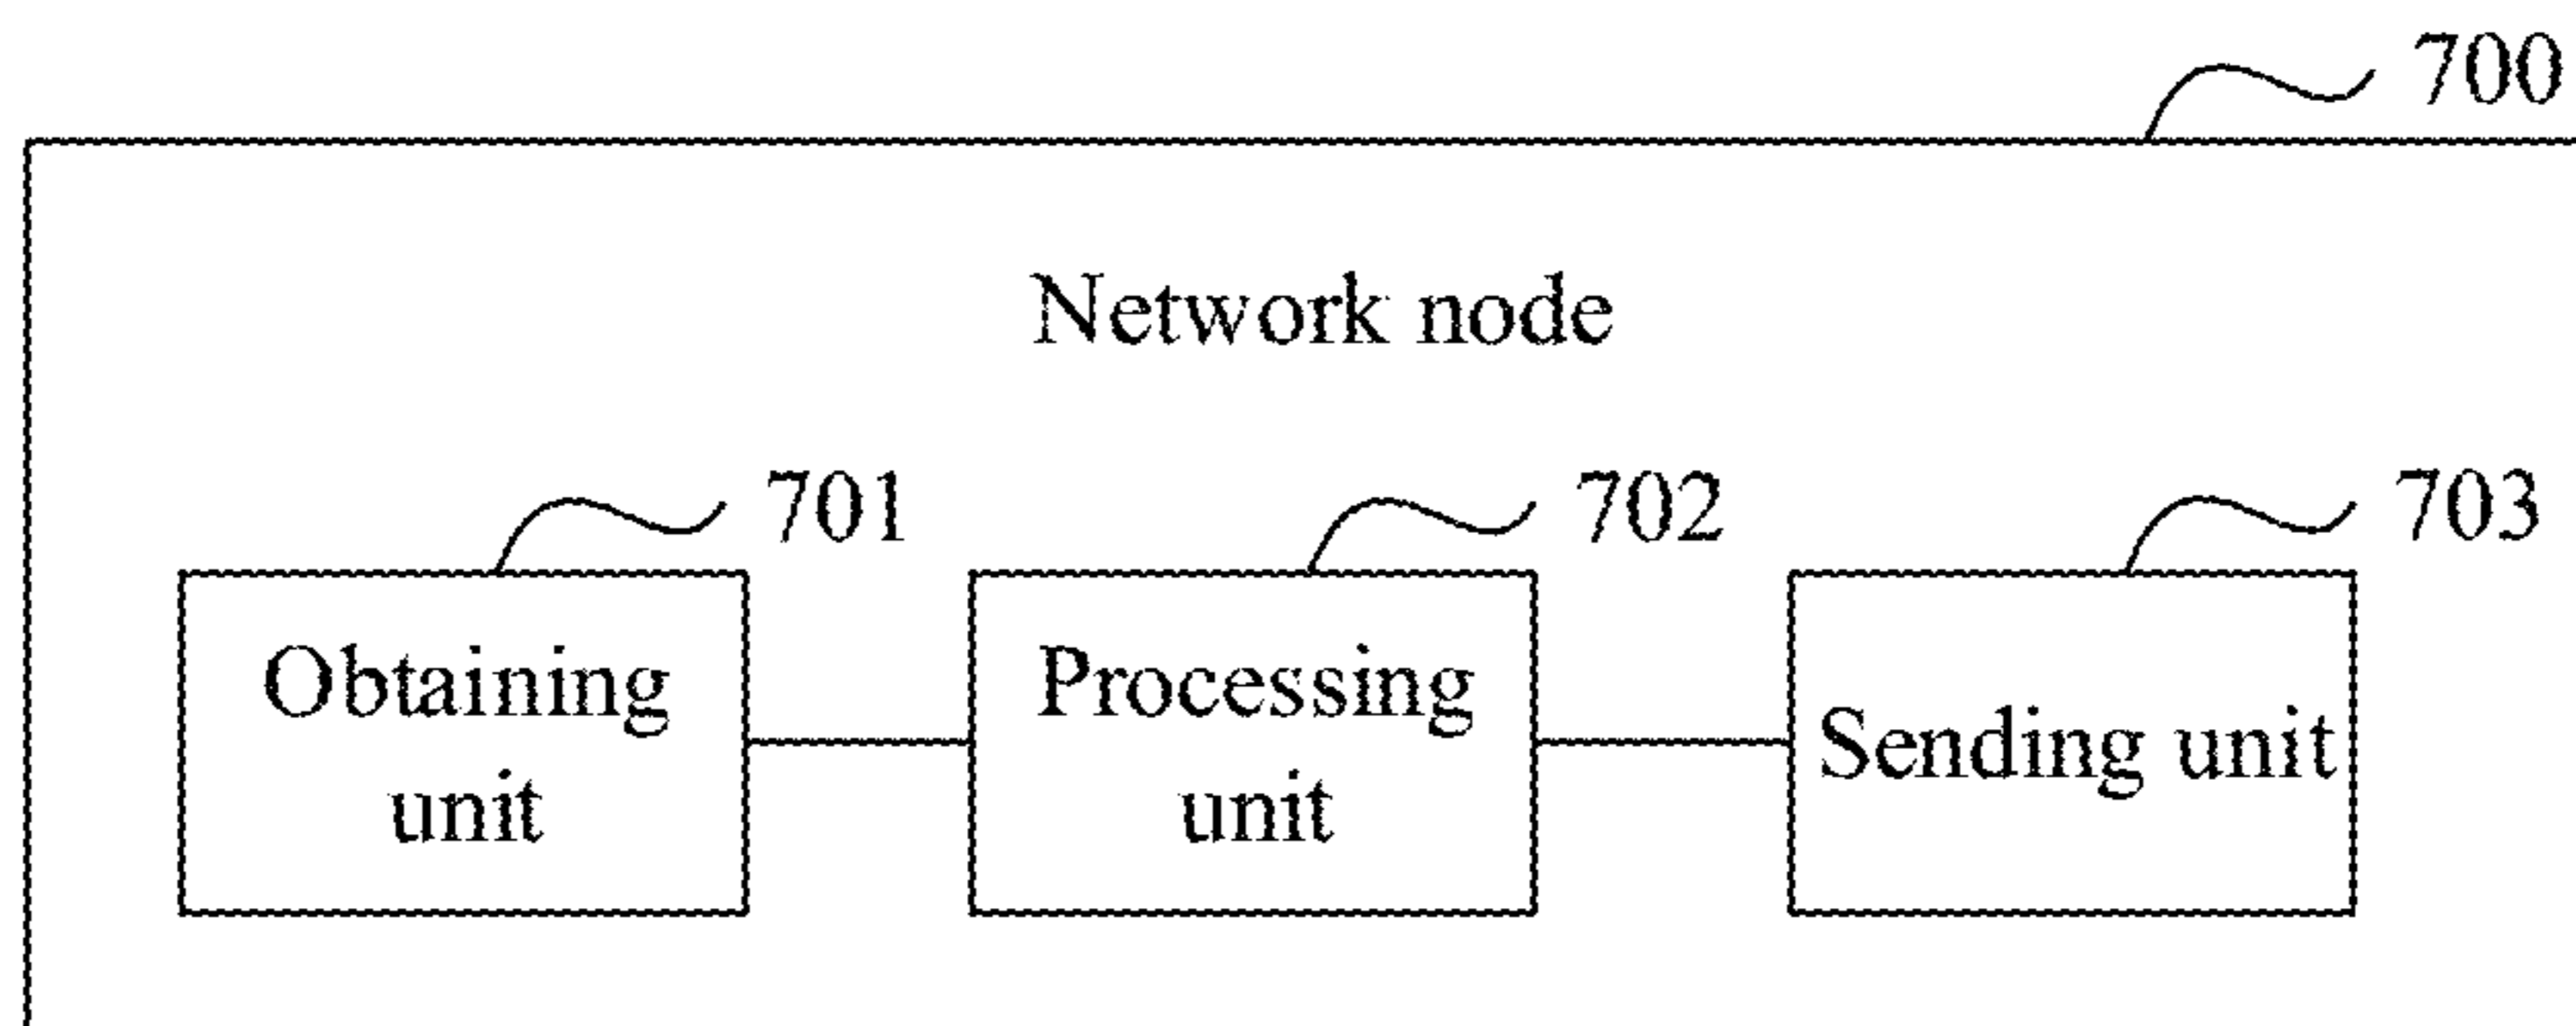 700
Network node
701
702
703
Obtaining
unit
Processing
unit
Sending unit